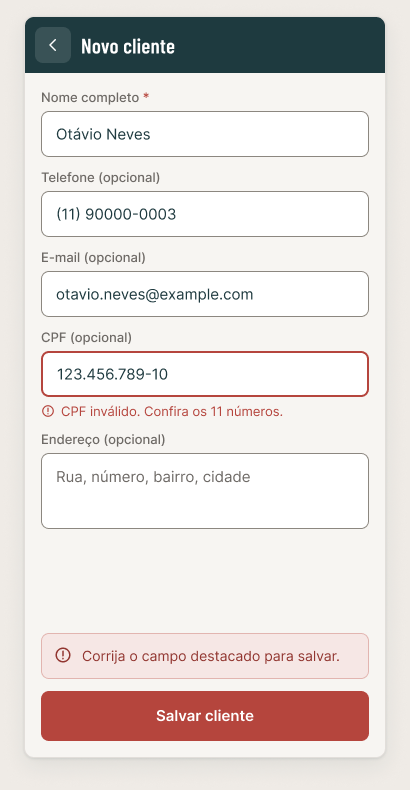 Novo cliente
Nome completo *
Otávio Neves
Telefone (opcional)
(11) 90000-0003
E-mail (opcional)
otavio.neves@example.com
CPF (opcional)
123.456.789-10
CPF inválido. Confira os 11 números.
Endereço (opcional)
Rua, número, bairro, cidade
Corrija o campo destacado para salvar.
Salvar cliente